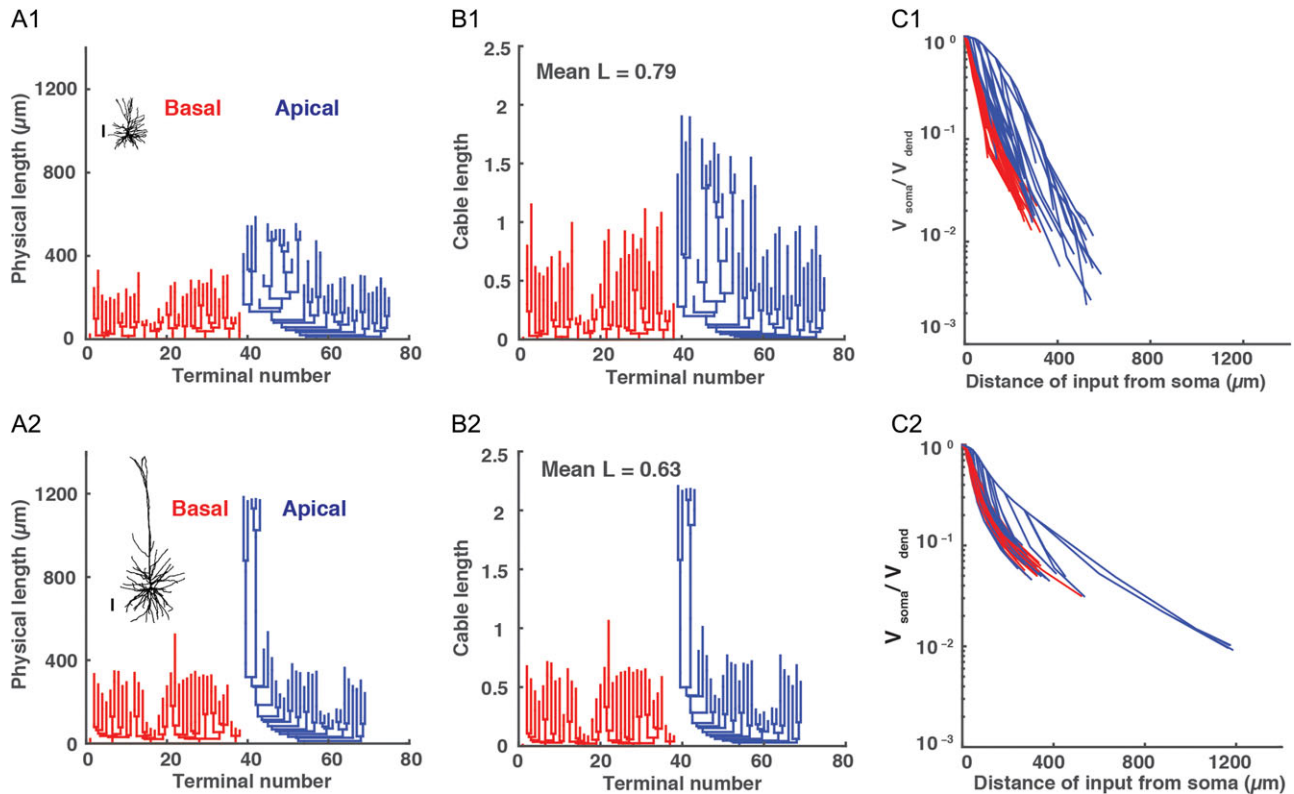 A1
Physical length (µm)
1200
800
400
0
0 20 40 60 80
Terminal number
Basal
Apical
B1
Cable length
2.5
2
1.5
1
0.5
0
0 20 40 60 80
Terminal number
Mean L = 0.79
C1
V soma / V dend
10 0
10 -1
10 -2
10 -3
0 400 800 1200
Distance of input from soma (µm)
A2
Physical length (µm)
1200
800
400
0
0 20 40 60 80
Terminal number
Basal
Apical
B2
Cable length
2.5
2
1.5
1
0.5
0
0 20 40 60 80
Terminal number
Mean L = 0.63
C2
V soma / V dend
10 0
10 -1
10 -2
10 -3
0 400 800 1200
Distance of input from soma (µm)